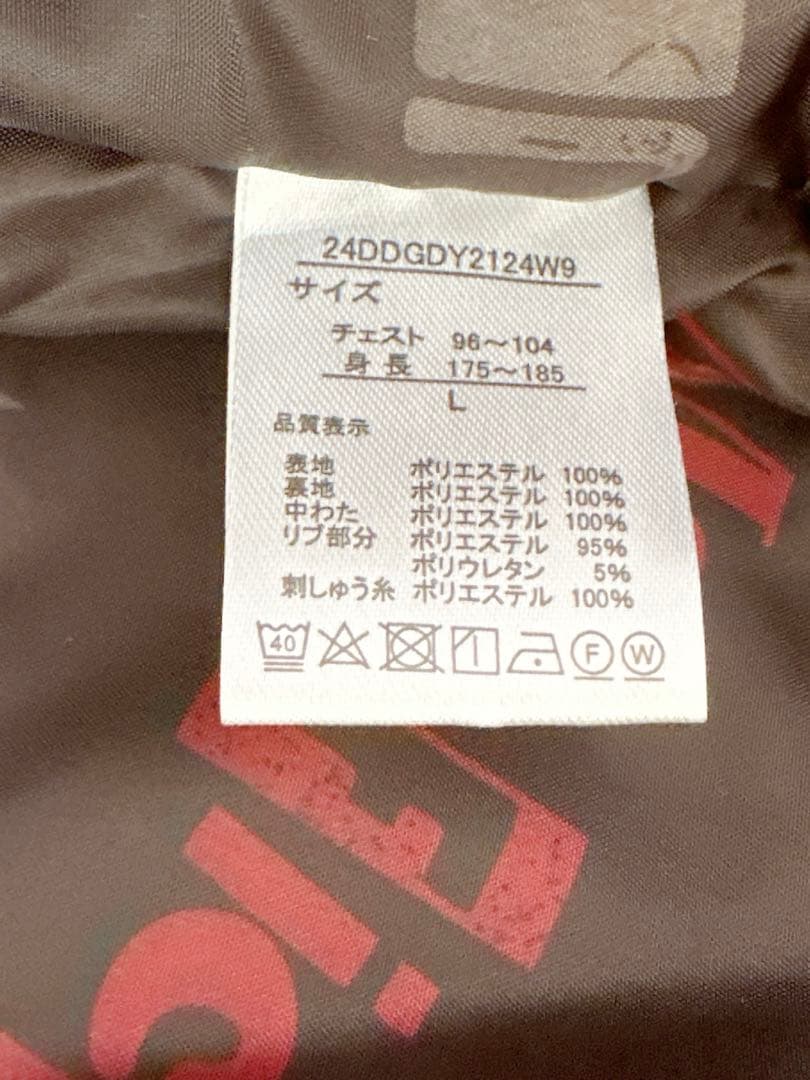 24DDGDY2124W9
サイズ
チェスト 96～104
身長 175～185
L
品質表示
表地 ポリエステル 100%
裏地 ポリエステル 100%
中わた ポリエステル 100%
リブ部分 ポリエステル 95%
ポリウレタン 5%
刺しゅう糸 ポリエステル 100%
40 F W